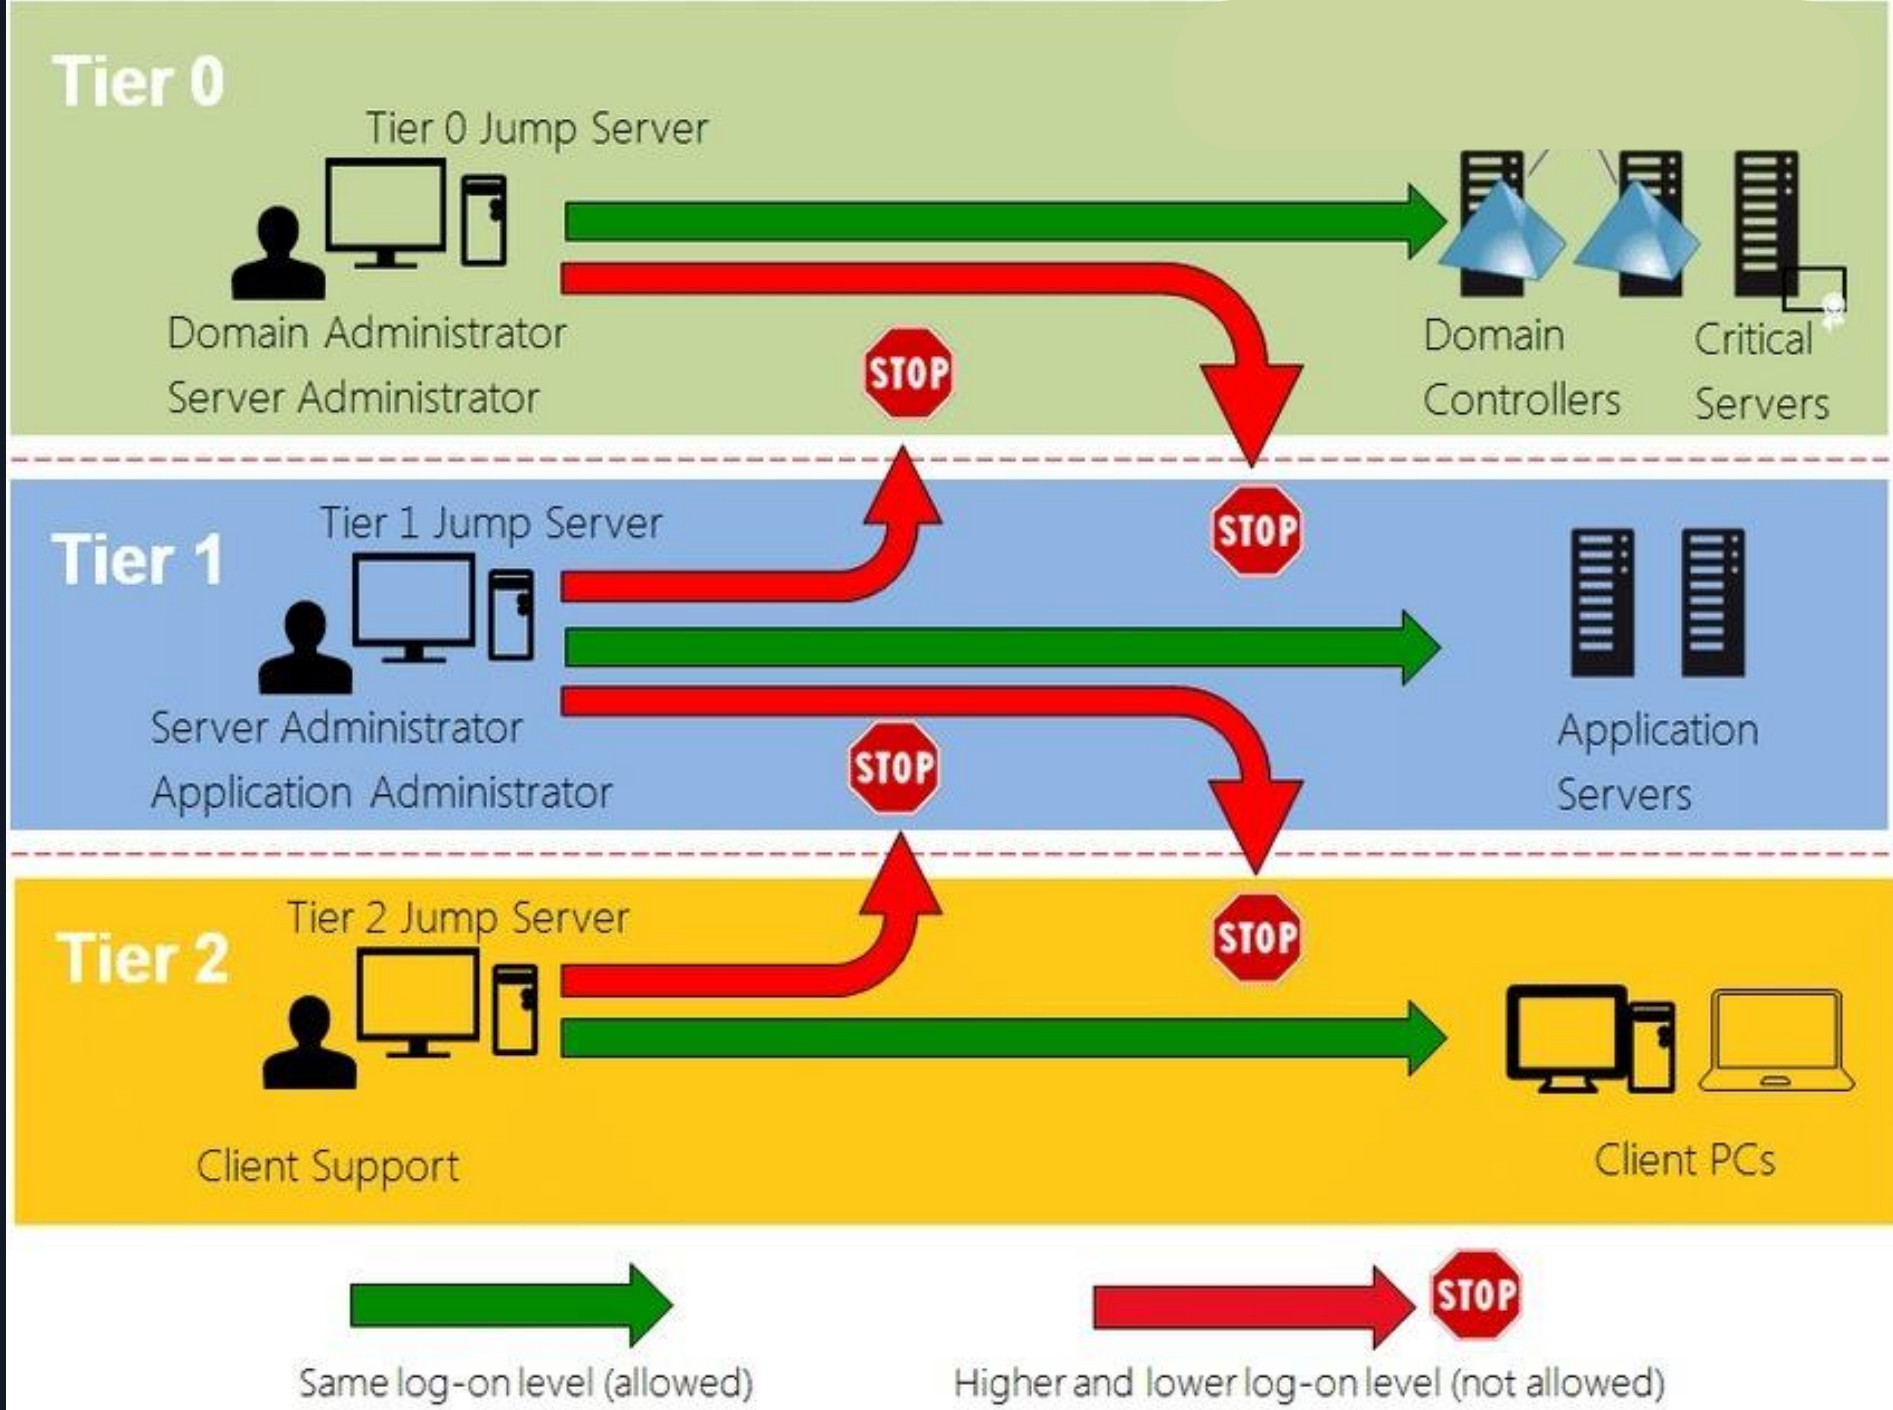 Tier 0
Tier 0 Jump Server
Domain Administrator
Server Administrator
STOP
Domain
Controllers
Critical
Servers
Tier 1
Tier 1 Jump Server
STOP
Server Administrator
Application Administrator
STOP
Application
Servers
Tier 2
Tier 2 Jump Server
STOP
Client Support
Client PCs
STOP
Same log-on level (allowed)
Higher and lower log-on level (not allowed)